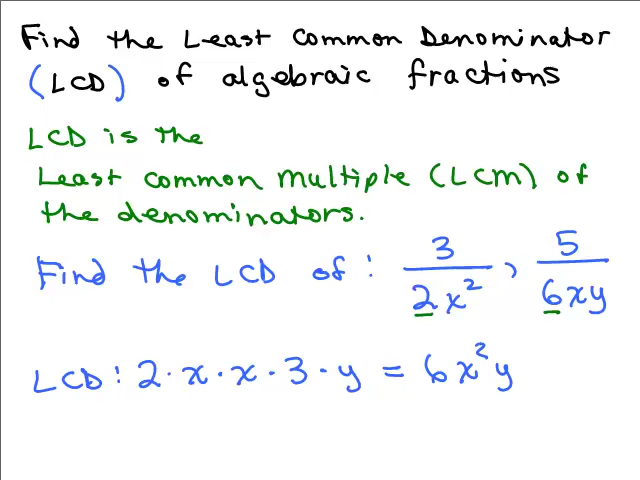 Find the Least Common Denominator
(LCD) of algebraic fractions
LCD is the
Least common multiple (LCM) of
the denominators.
Find the LCD of: 3/2x², 5/6xy
LCD: 2·x·x·3·y = 6x²y